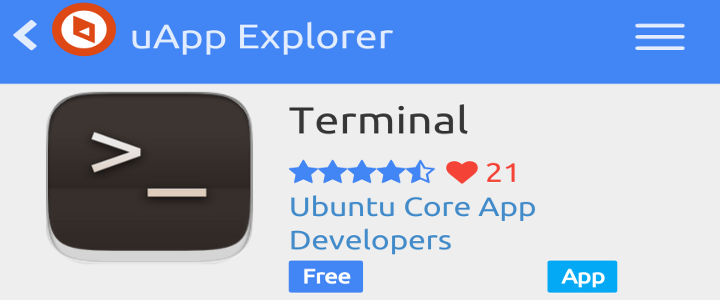 uApp Explorer
>_
Terminal
21
Ubuntu Core App
Developers
Free App